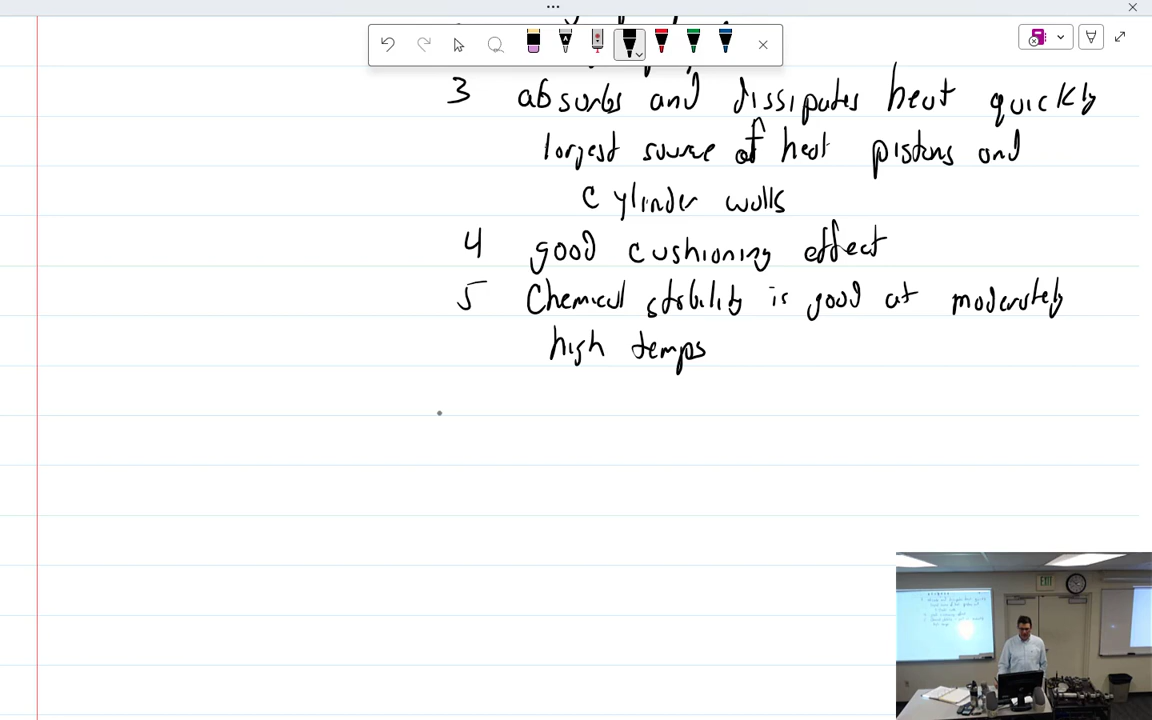 3 absorbs and dissipates heat quickly
largest source of heat pistons and
cylinder walls
4 good cushioning effect
5 Chemical stability is good at moderately
high temps
EXIT